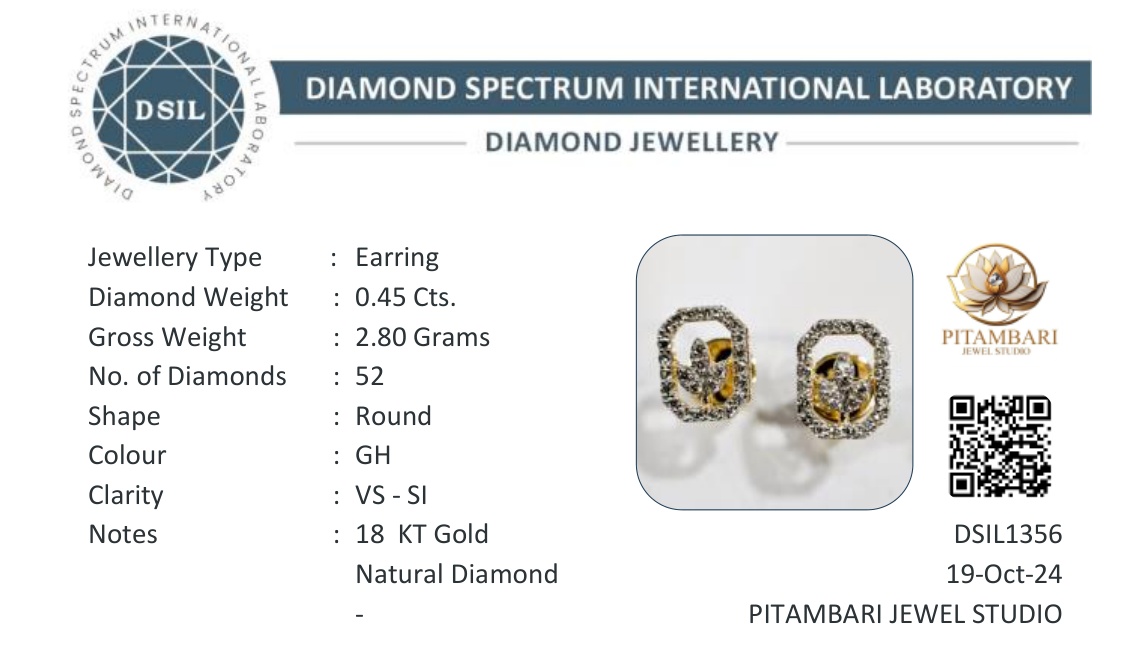 DIAMOND SPECTRUM INTERNATIONAL LABORATORY
DSIL
DIAMOND SPECTRUM INTERNATIONAL LABORATORY
DIAMOND JEWELLERY
Jewellery Type : Earring
Diamond Weight : 0.45 Cts.
Gross Weight : 2.80 Grams
No. of Diamonds : 52
Shape : Round
Colour : GH
Clarity : VS - SI
Notes : 18 KT Gold
Natural Diamond
-
PITAMBARI
JEWEL STUDIO
DSIL1356
19-Oct-24
PITAMBARI JEWEL STUDIO